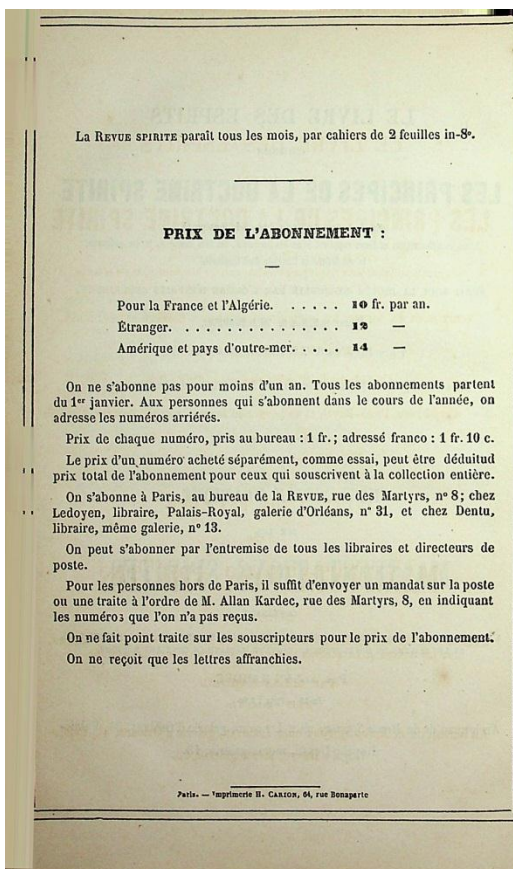 La REVUE SPIRITE paraît tous les mois, par cahiers de 2 feuilles in-8°.
PRIX DE L'ABONNEMENT :
Pour la France et l'Algérie. . . . . . 10 fr. par an.
Étranger. . . . . . . . . . . . . . . . 12 —
Amérique et pays d'outre-mer. . . . . 14 —
On ne s'abonne pas pour moins d'un an. Tous les abonnements partent
du 1er janvier. Aux personnes qui s'abonnent dans le cours de l'année, on
adresse les numéros arriérés.
Prix de chaque numéro, pris au bureau : 1 fr.; adressé franco : 1 fr. 10 c.
Le prix d'un numéro acheté séparément, comme essai, peut être déduitud
prix total de l'abonnement pour ceux qui souscrivent à la collection entière.
On s'abonne à Paris, au bureau de la REVUE, rue des Martyrs, n° 8; chez
Ledoyen, libraire, Palais-Royal, galerie d'Orléans, n° 31, et chez Dentu,
libraire, même galerie, n° 13.
On peut s'abonner par l'entremise de tous les libraires et directeurs de
poste.
Pour les personnes hors de Paris, il suffit d'envoyer un mandat sur la poste
ou une traite à l'ordre de M. Allan Kardec, rue des Martyrs, 8, en indiquant
les numéros que l'on n'a pas reçus.
On ne fait point traite sur les souscripteurs pour le prix de l'abonnement.
On ne reçoit que les lettres affranchies.
Paris. — Imprimerie H. CARION, 64, rue Bonaparte